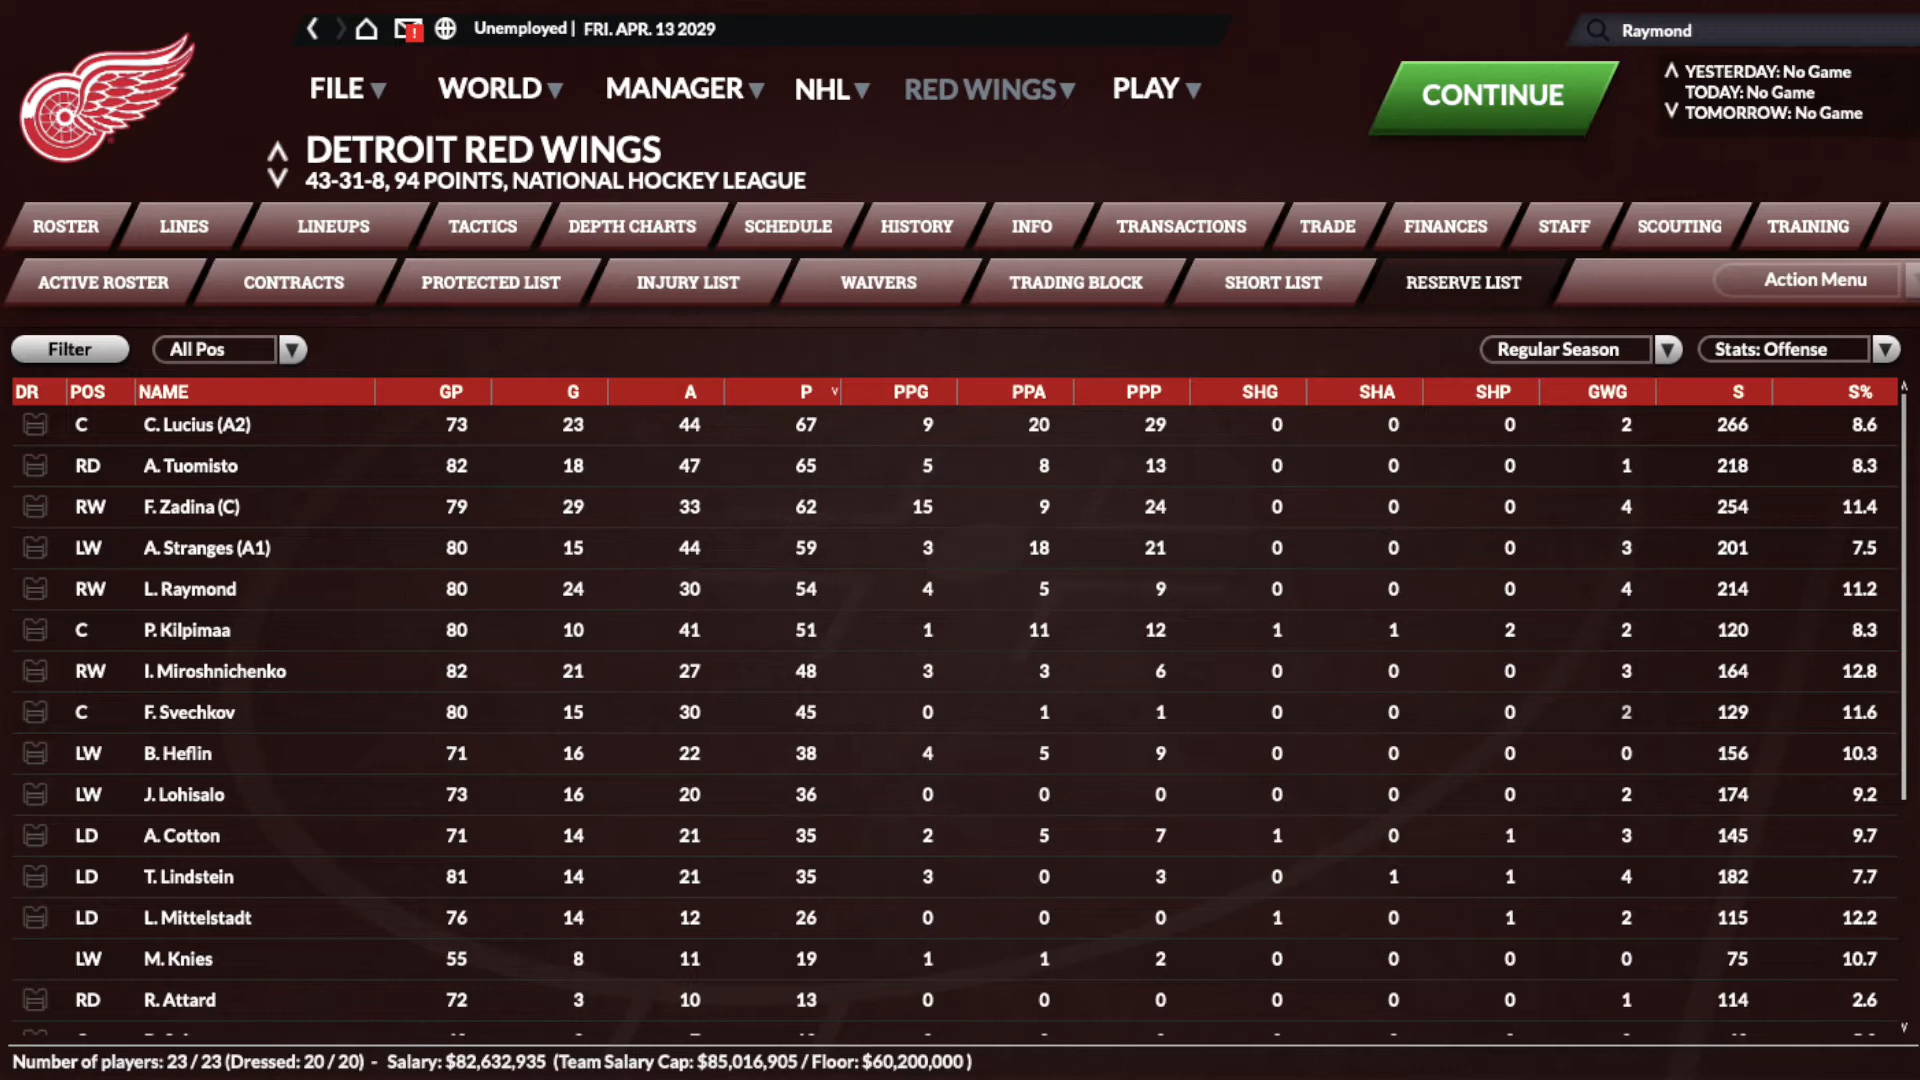 Unemployed | FRI. APR. 13 2029
Raymond
FILE WORLD MANAGER NHL RED WINGS PLAY
CONTINUE
YESTERDAY: No Game
TODAY: No Game
TOMORROW: No Game
DETROIT RED WINGS
43-31-8, 94 POINTS, NATIONAL HOCKEY LEAGUE
ROSTER LINES LINEUPS TACTICS DEPTH CHARTS SCHEDULE HISTORY INFO TRANSACTIONS TRADE FINANCES STAFF SCOUTING TRAINING
ACTIVE ROSTER CONTRACTS PROTECTED LIST INJURY LIST WAIVERS TRADING BLOCK SHORT LIST RESERVE LIST Action Menu
Filter All Pos Regular Season Stats: Offense
DR POS NAME GP G A P PPG PPA PPP SHG SHA SHP GWG S S%
C C. Lucius (A2) 73 23 44 67 9 20 29 0 0 0 2 266 8.6
RD A. Tuomisto 82 18 47 65 5 8 13 0 0 0 1 218 8.3
RW F. Zadina (C) 79 29 33 62 15 9 24 0 0 0 4 254 11.4
LW A. Stranges (A1) 80 15 44 59 3 18 21 0 0 0 3 201 7.5
RW L. Raymond 80 24 30 54 4 5 9 0 0 0 4 214 11.2
C P. Kilpimaa 80 10 41 51 1 11 12 1 1 2 2 120 8.3
RW I. Miroshnichenko 82 21 27 48 3 3 6 0 0 0 3 164 12.8
C F. Svechkov 80 15 30 45 0 1 1 0 0 0 2 129 11.6
LW B. Heflin 71 16 22 38 4 5 9 0 0 0 0 156 10.3
LW J. Lohisalo 73 16 20 36 0 0 0 0 0 0 2 174 9.2
LD A. Cotton 71 14 21 35 2 5 7 1 0 1 3 145 9.7
LD T. Lindstein 81 14 21 35 3 0 3 0 1 1 4 182 7.7
LD L. Mittelstadt 76 14 12 26 0 0 0 1 0 1 2 115 12.2
LW M. Knies 55 8 11 19 1 1 2 0 0 0 0 75 10.7
RD R. Attard 72 3 10 13 0 0 0 0 0 0 1 114 2.6
Number of players: 23 / 23 (Dressed: 20 / 20) - Salary: $82,632,935 (Team Salary Cap: $85,016,905 / Floor: $60,200,000 )